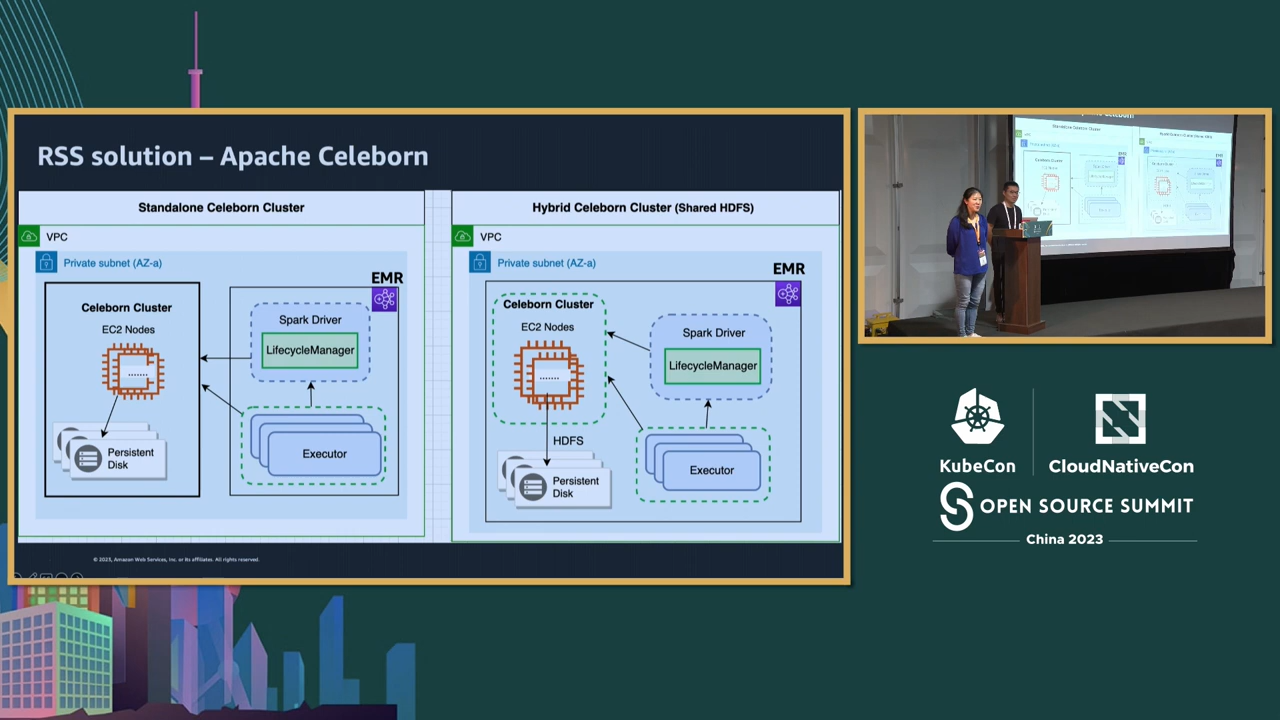 RSS solution – Apache Celeborn
Standalone Celeborn Cluster
VPC
Private subnet (AZ-a)
EMR
Celeborn Cluster
EC2 Nodes
.......
Persistent
Disk
Spark Driver
LifecycleManager
Executor
Hybrid Celeborn Cluster (Shared HDFS)
VPC
Private subnet (AZ-a)
EMR
Celeborn Cluster
EC2 Nodes
.......
HDFS
Persistent
Disk
Spark Driver
LifecycleManager
Executor
© 2023, Amazon Web Services, Inc. or its affiliates. All rights reserved.
KubeCon
CloudNativeCon
OPEN SOURCE SUMMIT
China 2023